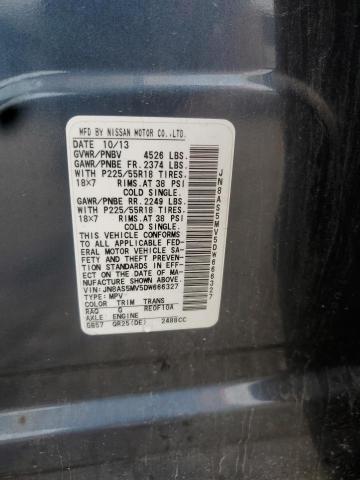 MFD. BY NISSAN MOTOR CO.,LTD.
DATE 10/13
GVWR/PNBV 4526 LBS.
GAWR/PNBE FR. 2374 LBS.
WITH P225/55R18 TIRES.
18X7 RIMS.AT 38 PSI
COLD SINGLE.
GAWR/PNBE RR. 2249 LBS.
WITH P225/55R18 TIRES.
18X7 RIMS.AT 38 PSI
COLD SINGLE.
THIS VEHICLE CONFORMS
TO ALL APPLICABLE FED-
ERAL MOTOR VEHICLE SA-
FETY AND THEFT PREVEN-
TION STANDARDS IN EFF-
ECT ON THE DATE OF MA-
NUFACTURE SHOWN ABOVE.
VIN:JN8AS5MV5DW666327
TYPE:MPV
COLOR TRIM TRANS
RAQ G RE0F10A
AXLE ENGINE
GB57 QR25(DE) 2488CC
JN8AS5MV5DW666327